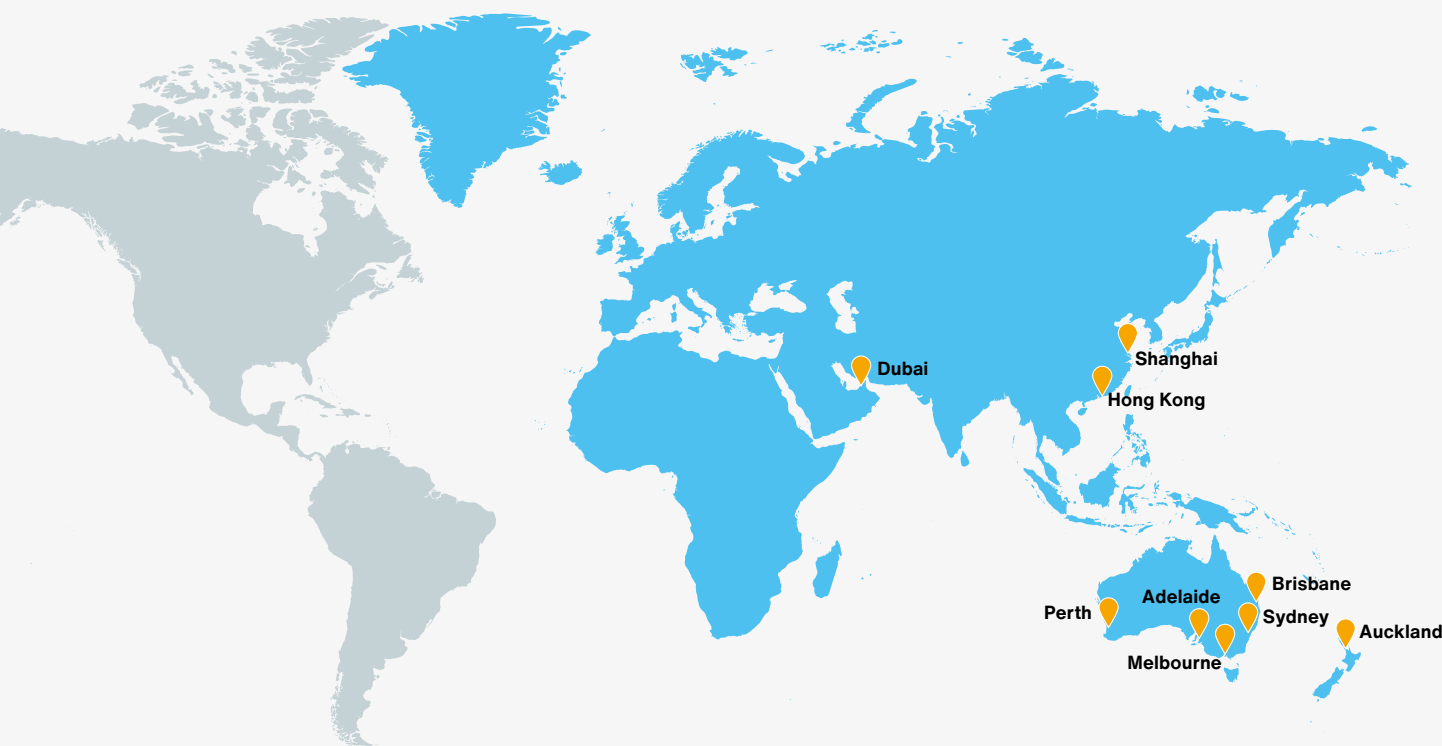 Dubai
Shanghai
Hong Kong
Brisbane
Adelaide
Perth
Sydney
Auckland
Melbourne